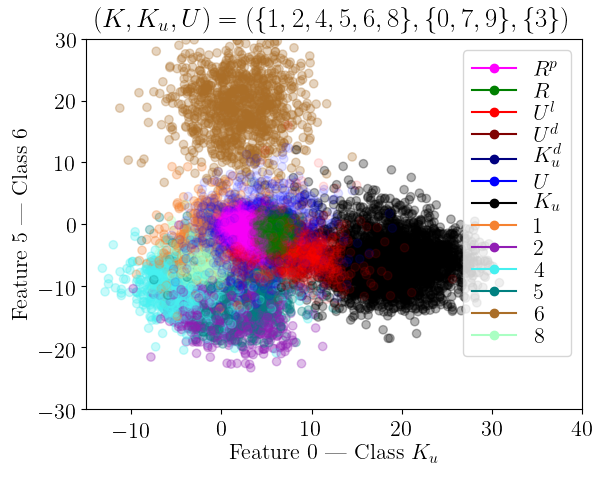 (K, K_u, U) = ({1, 2, 4, 5, 6, 8}, {0, 7, 9}, {3})
30
20
10
0
−10
−20
−30
Feature 5 — Class 6
−10
0
10
20
30
40
Feature 0 — Class K_u
R^p
R
U^l
U^d
K_u^d
U
K_u
1
2
4
5
6
8